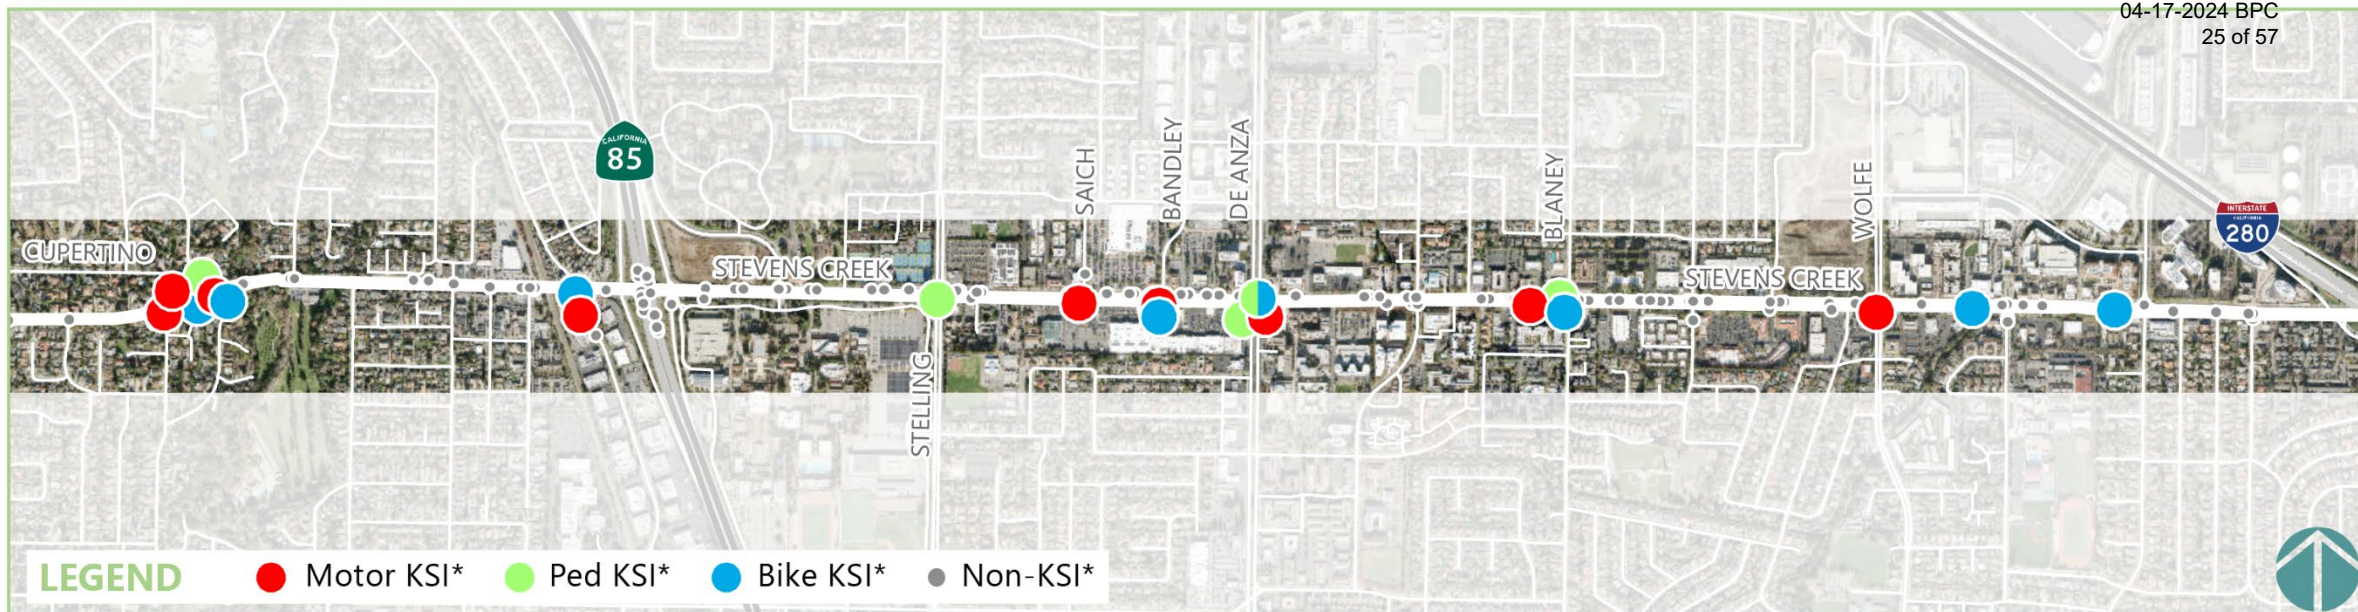 04-17-2024 BPC
25 of 57
CALIFORNIA
85
SAICH
BANDLEY
DE ANZA
BLANEY
WOLFE
INTERSTATE
CALIFORNIA
280
CUPERTINO
STEVENS CREEK
STEVENS CREEK
STELLING
LEGEND
Motor KSI*
Ped KSI*
Bike KSI*
Non-KSI*